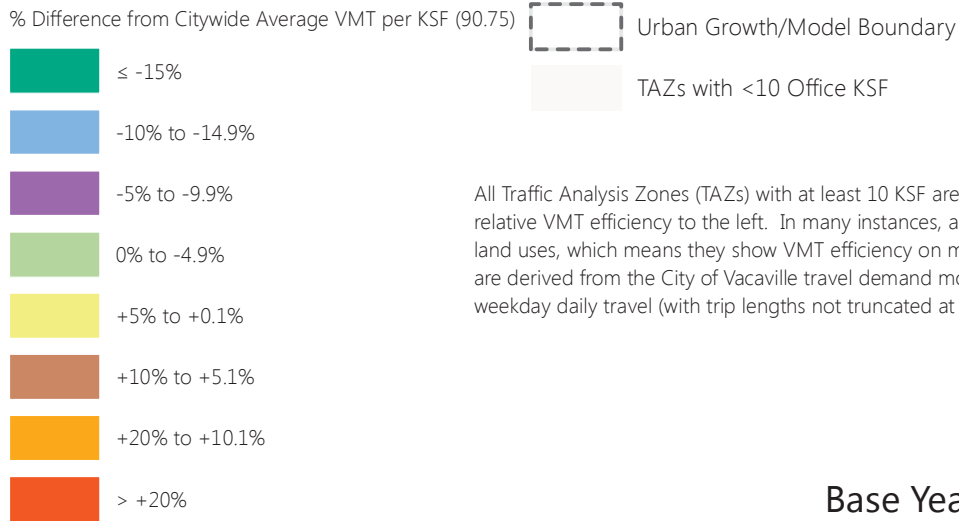 % Difference from Citywide Average VMT per KSF (90.75)
≤ -15%
-10% to -14.9%
-5% to -9.9%
0% to -4.9%
+5% to +0.1%
+10% to +5.1%
+20% to +10.1%
> +20%
Urban Growth/Model Boundary
TAZs with <10 Office KSF
All Traffic Analysis Zones (TAZs) with at least 10 KSF are
relative VMT efficiency to the left. In many instances, a
land uses, which means they show VMT efficiency on m
are derived from the City of Vacaville travel demand mo
weekday daily travel (with trip lengths not truncated at
Base Yea